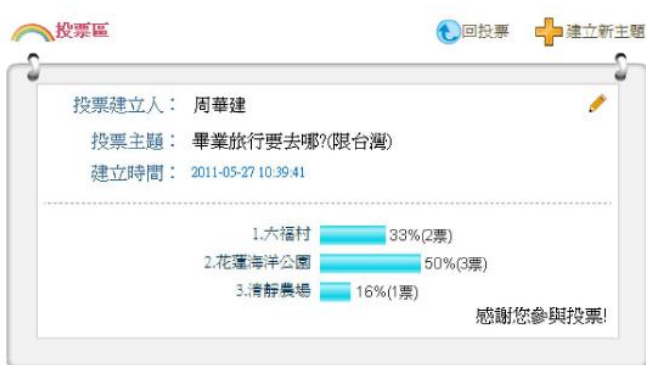 投票區 回投票 建立新主題
投票建立人： 周華建
投票主題： 畢業旅行要去哪?(限台灣)
建立時間： 2011-05-27 10:39:41
1.六福村 33%(2票)
2.花蓮海洋公園 50%(3票)
3.清靜農場 16%(1票)
感謝您參與投票!